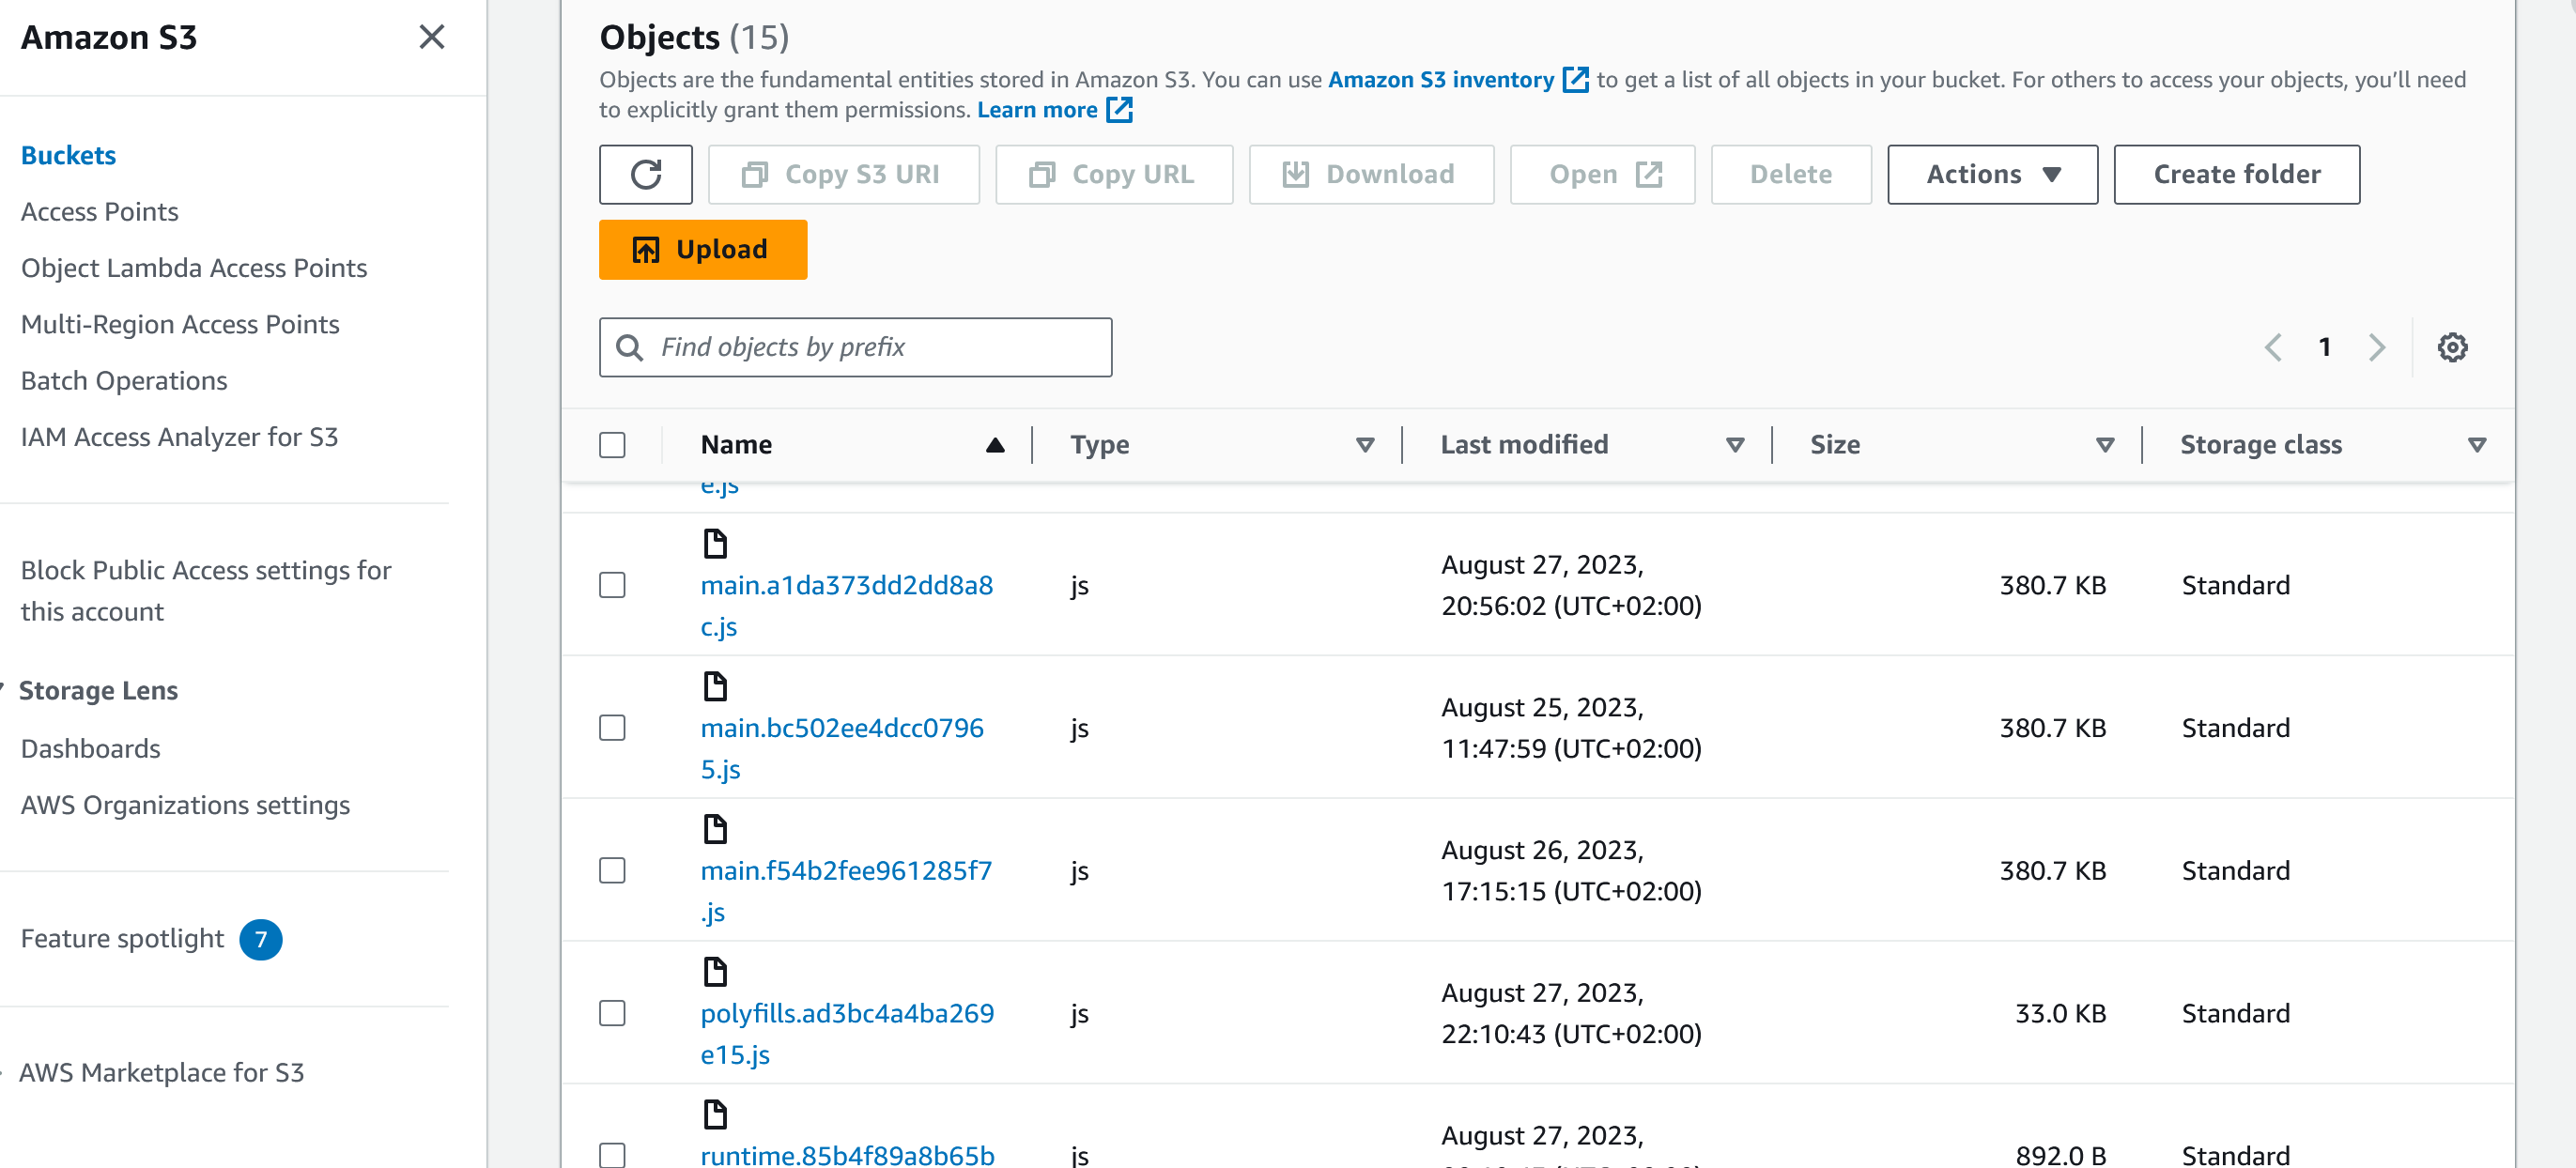 Amazon S3
Buckets
Access Points
Object Lambda Access Points
Multi-Region Access Points
Batch Operations
IAM Access Analyzer for S3
Block Public Access settings for
this account
Storage Lens
Dashboards
AWS Organizations settings
Feature spotlight 7
AWS Marketplace for S3
Objects (15)
Objects are the fundamental entities stored in Amazon S3. You can use Amazon S3 inventory to get a list of all objects in your bucket. For others to access your objects, you’ll need
to explicitly grant them permissions. Learn more
Copy S3 URI Copy URL Download Open Delete Actions Create folder
Upload
Find objects by prefix
1
Name Type Last modified Size Storage class
e.js
main.a1da373dd2dd8a8
c.js
js
August 27, 2023,
20:56:02 (UTC+02:00)
380.7 KB
Standard
main.bc502ee4dcc0796
5.js
js
August 25, 2023,
11:47:59 (UTC+02:00)
380.7 KB
Standard
main.f54b2fee961285f7
.js
js
August 26, 2023,
17:15:15 (UTC+02:00)
380.7 KB
Standard
polyfills.ad3bc4a4ba269
e15.js
js
August 27, 2023,
22:10:43 (UTC+02:00)
33.0 KB
Standard
runtime.85b4f89a8b65b
js
August 27, 2023,
892.0 B
Standard